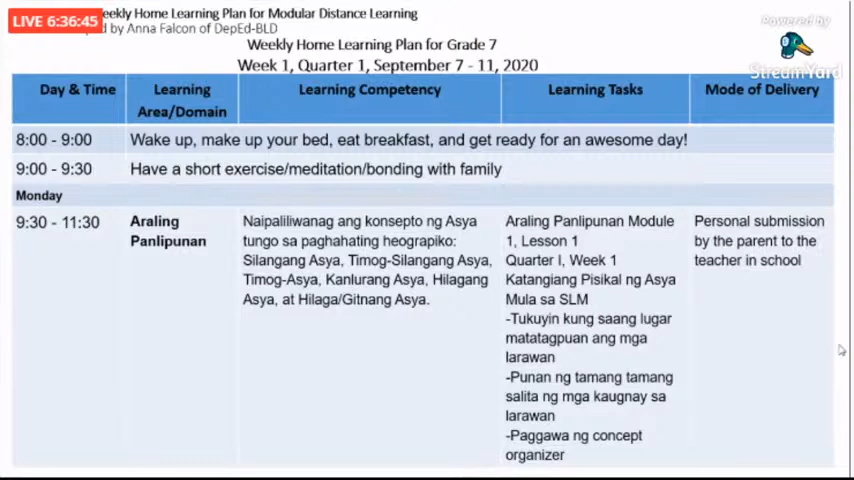 LIVE 6:36:45
eekly Home Learning Plan for Modular Distance Learning
by Anna Falcon of DepEd-BLD
Powered by
StreamYard
Weekly Home Learning Plan for Grade 7
Week 1, Quarter 1, September 7 - 11, 2020
Day & Time
Learning
Area/Domain
Learning Competency
Learning Tasks
Mode of Delivery
8:00 - 9:00
Wake up, make up your bed, eat breakfast, and get ready for an awesome day!
9:00 - 9:30
Have a short exercise/meditation/bonding with family
Monday
9:30 - 11:30
Araling
Panlipunan
Naipaliliwanag ang konsepto ng Asya
tungo sa paghahating heograpiko:
Silangang Asya, Timog-Silangang Asya,
Timog-Asya, Kanlurang Asya, Hilagang
Asya, at Hilaga/Gitnang Asya.
Araling Panlipunan Module
1, Lesson 1
Quarter I, Week 1
Katangiang Pisikal ng Asya
Mula sa SLM
-Tukuyin kung saang lugar
matatagpuan ang mga
larawan
-Punan ng tamang tamang
salita ng mga kaugnay sa
larawan
-Paggawa ng concept
organizer
Personal submission
by the parent to the
teacher in school